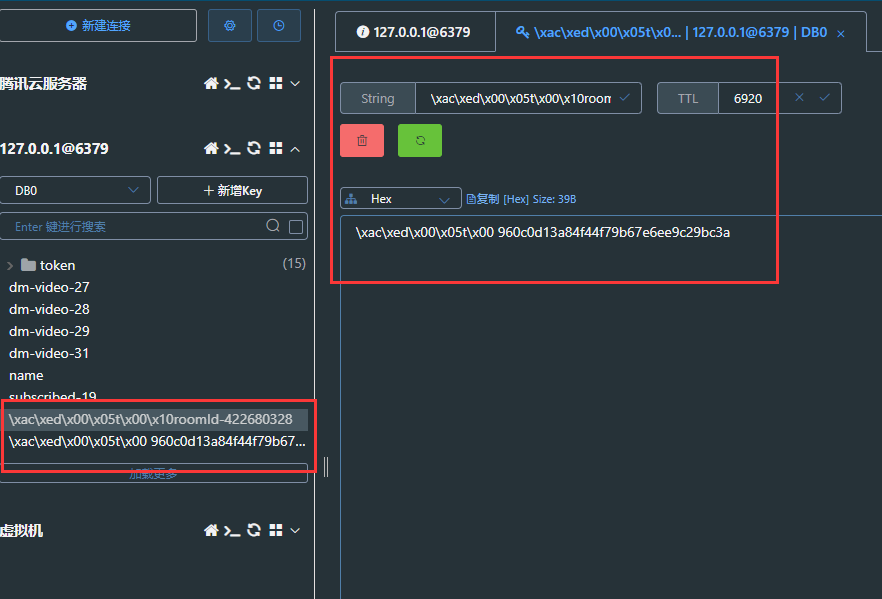 新建连接
腾讯云服务器
127.0.0.1@6379
DB0
新增Key
Enter 键进行搜索
token (15)
dm-video-27
dm-video-28
dm-video-29
dm-video-31
name
subscribed-19
\xac\xed\x00\x05t\x00\x10roomId-422680328
\xac\xed\x00\x05t\x00 960c0d13a84f44f79b67...
加载更多
虚拟机
127.0.0.1@6379
\xac\xed\x00\x05t\x0... | 127.0.0.1@6379 | DB0
String \xac\xed\x00\x05t\x00\x10room TTL 6920
Hex 复制 [Hex] Size: 39B
\xac\xed\x00\x05t\x00 960c0d13a84f44f79b67e6ee9c29bc3a